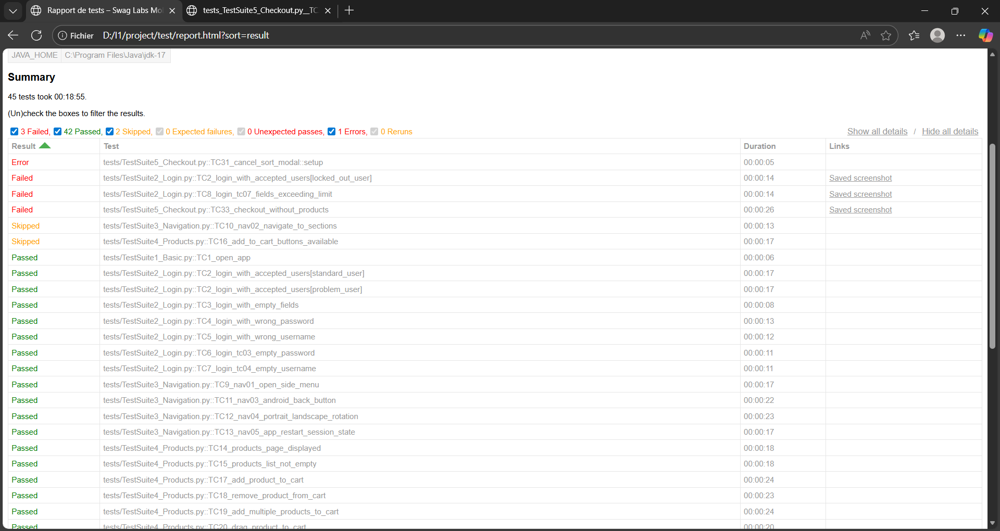 Rapport de tests – Swag Labs Mo
tests_TestSuite5_Checkout.py__TC
Fichier D:/I1/project/test/report.html?sort=result
JAVA_HOME C:\Program Files\Java\jdk-17
Summary
45 tests took 00:18:55.
(Un)check the boxes to filter the results.
3 Failed, 42 Passed, 2 Skipped, 0 Expected failures, 0 Unexpected passes, 1 Errors, 0 Reruns Show all details / Hide all details
Result Test Duration Links
Error tests/TestSuite5_Checkout.py::TC31_cancel_sort_modal::setup 00:00:05
Failed tests/TestSuite2_Login.py::TC2_login_with_accepted_users[locked_out_user] 00:00:14 Saved screenshot
Failed tests/TestSuite2_Login.py::TC8_login_tc07_fields_exceeding_limit 00:00:14 Saved screenshot
Failed tests/TestSuite5_Checkout.py::TC33_checkout_without_products 00:00:26 Saved screenshot
Skipped tests/TestSuite3_Navigation.py::TC10_nav02_navigate_to_sections 00:00:13
Skipped tests/TestSuite4_Products.py::TC16_add_to_cart_buttons_available 00:00:17
Passed tests/TestSuite1_Basic.py::TC1_open_app 00:00:06
Passed tests/TestSuite2_Login.py::TC2_login_with_accepted_users[standard_user] 00:00:17
Passed tests/TestSuite2_Login.py::TC2_login_with_accepted_users[problem_user] 00:00:17
Passed tests/TestSuite2_Login.py::TC3_login_with_empty_fields 00:00:08
Passed tests/TestSuite2_Login.py::TC4_login_with_wrong_password 00:00:13
Passed tests/TestSuite2_Login.py::TC5_login_with_wrong_username 00:00:12
Passed tests/TestSuite2_Login.py::TC6_login_tc03_empty_password 00:00:11
Passed tests/TestSuite2_Login.py::TC7_login_tc04_empty_username 00:00:11
Passed tests/TestSuite3_Navigation.py::TC9_nav01_open_side_menu 00:00:17
Passed tests/TestSuite3_Navigation.py::TC11_nav03_android_back_button 00:00:22
Passed tests/TestSuite3_Navigation.py::TC12_nav04_portrait_landscape_rotation 00:00:23
Passed tests/TestSuite3_Navigation.py::TC13_nav05_app_restart_session_state 00:00:17
Passed tests/TestSuite4_Products.py::TC14_products_page_displayed 00:00:18
Passed tests/TestSuite4_Products.py::TC15_products_list_not_empty 00:00:18
Passed tests/TestSuite4_Products.py::TC17_add_product_to_cart 00:00:24
Passed tests/TestSuite4_Products.py::TC18_remove_product_from_cart 00:00:23
Passed tests/TestSuite4_Products.py::TC19_add_multiple_products_to_cart 00:00:24
Passed tests/TestSuite4_Products.py::TC20_drag_product_to_cart 00:00:20